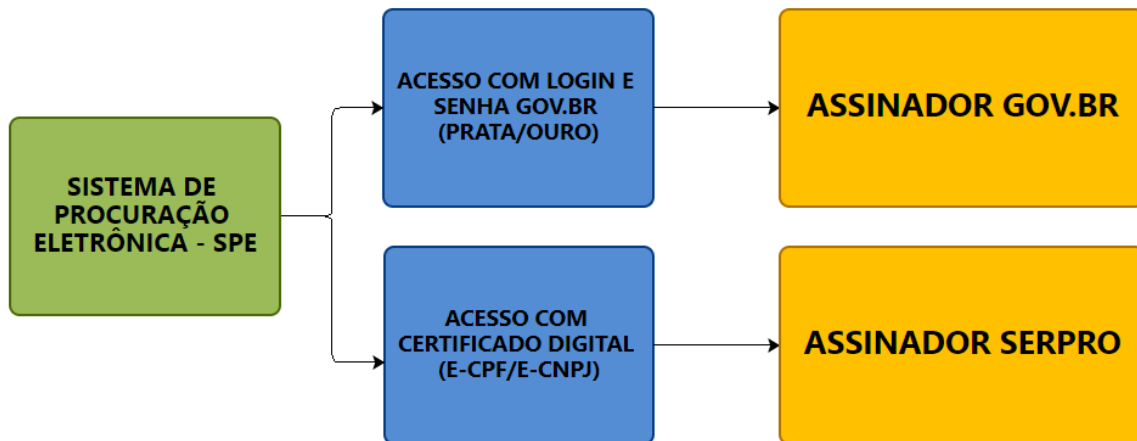 SISTEMA DE
PROCURAÇÃO
ELETRÔNICA - SPE
ACESSO COM LOGIN E
SENHA GOV.BR
(PRATA/OURO)
ASSINADOR GOV.BR
ACESSO COM
CERTIFICADO DIGITAL
(E-CPF/E-CNPJ)
ASSINADOR SERPRO